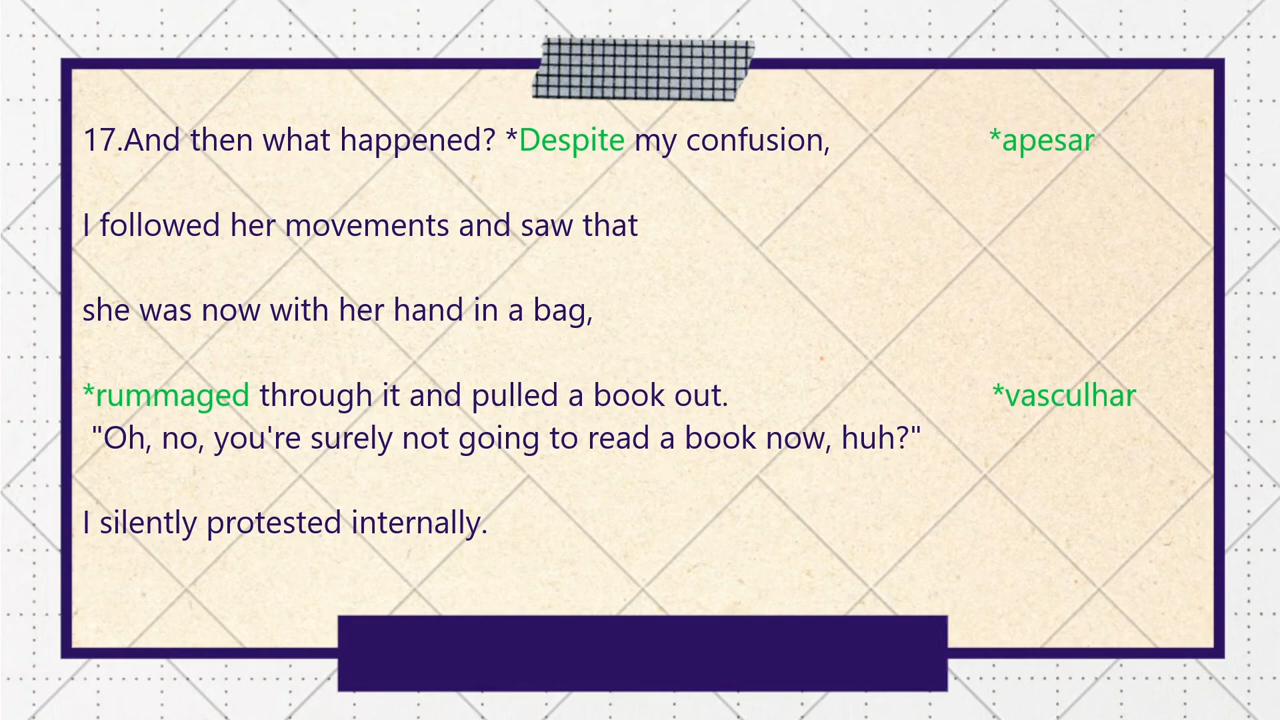 17.And then what happened? *Despite my confusion, *apesar
I followed her movements and saw that
she was now with her hand in a bag,
*rummaged through it and pulled a book out. *vasculhar
"Oh, no, you're surely not going to read a book now, huh?"
I silently protested internally.